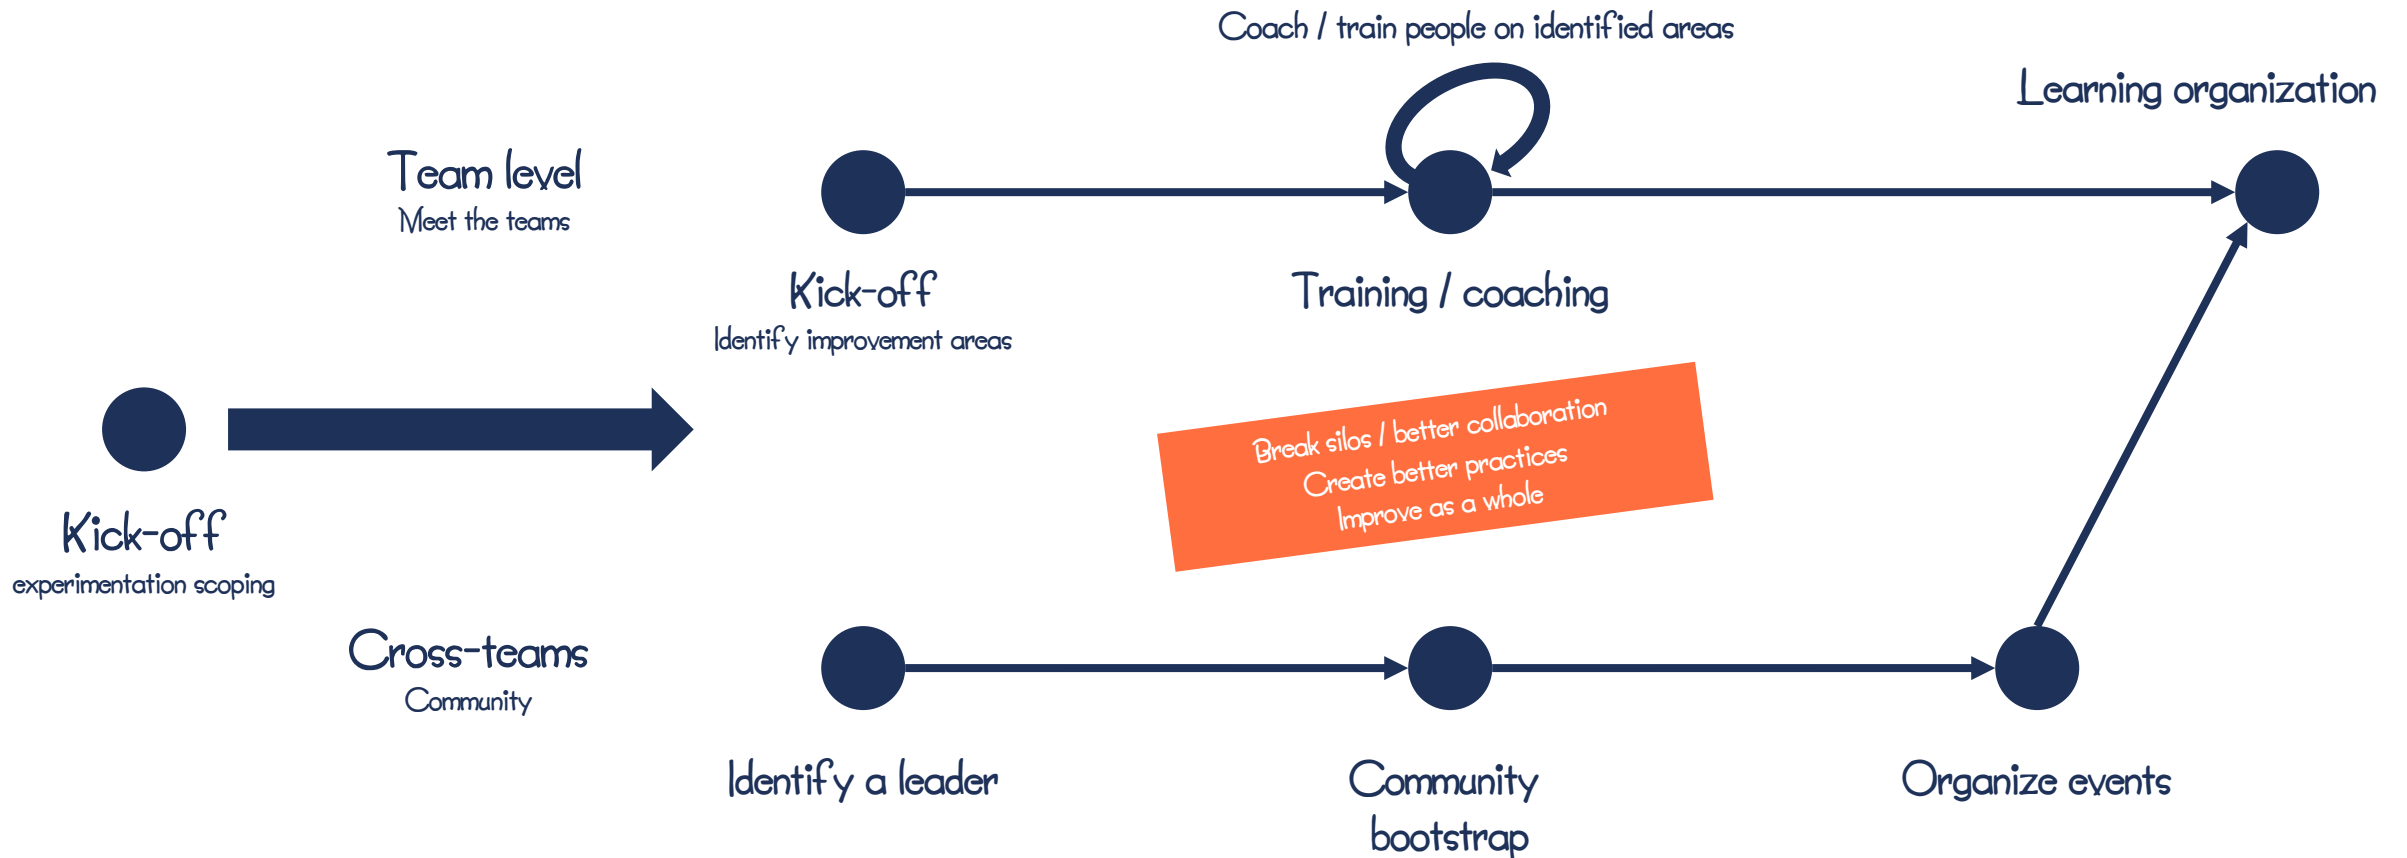 Coach / train people on identified areas
Learning organization
Team level
Meet the teams
Kick-off
Identify improvement areas
Training / coaching
Break silos / better collaboration
Create better practices
Improve as a whole
Kick-off
experimentation scoping
Cross-teams
Community
Identify a leader
Community
bootstrap
Organize events